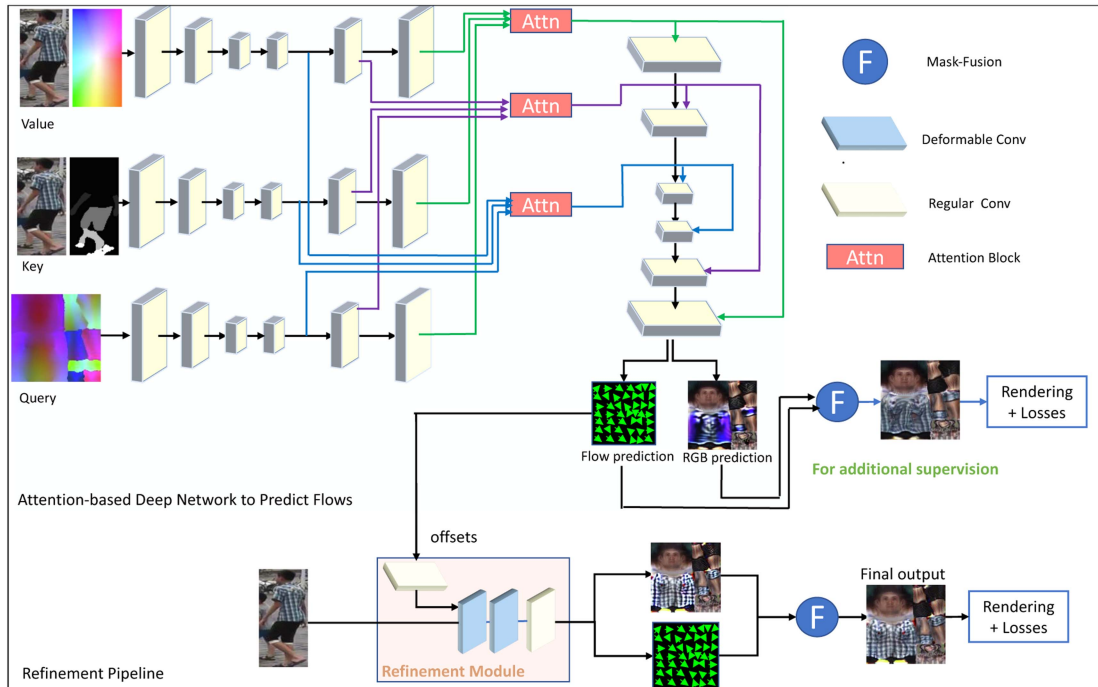 Value
Key
Query
Attn
Attn
Attn
F
Mask-Fusion
Deformable Conv
Regular Conv
Attn
Attention Block
Flow prediction
RGB prediction
F
Rendering
+ Losses
For additional supervision
Attention-based Deep Network to Predict Flows
offsets
Refinement Module
F
Final output
Rendering
+ Losses
Refinement Pipeline